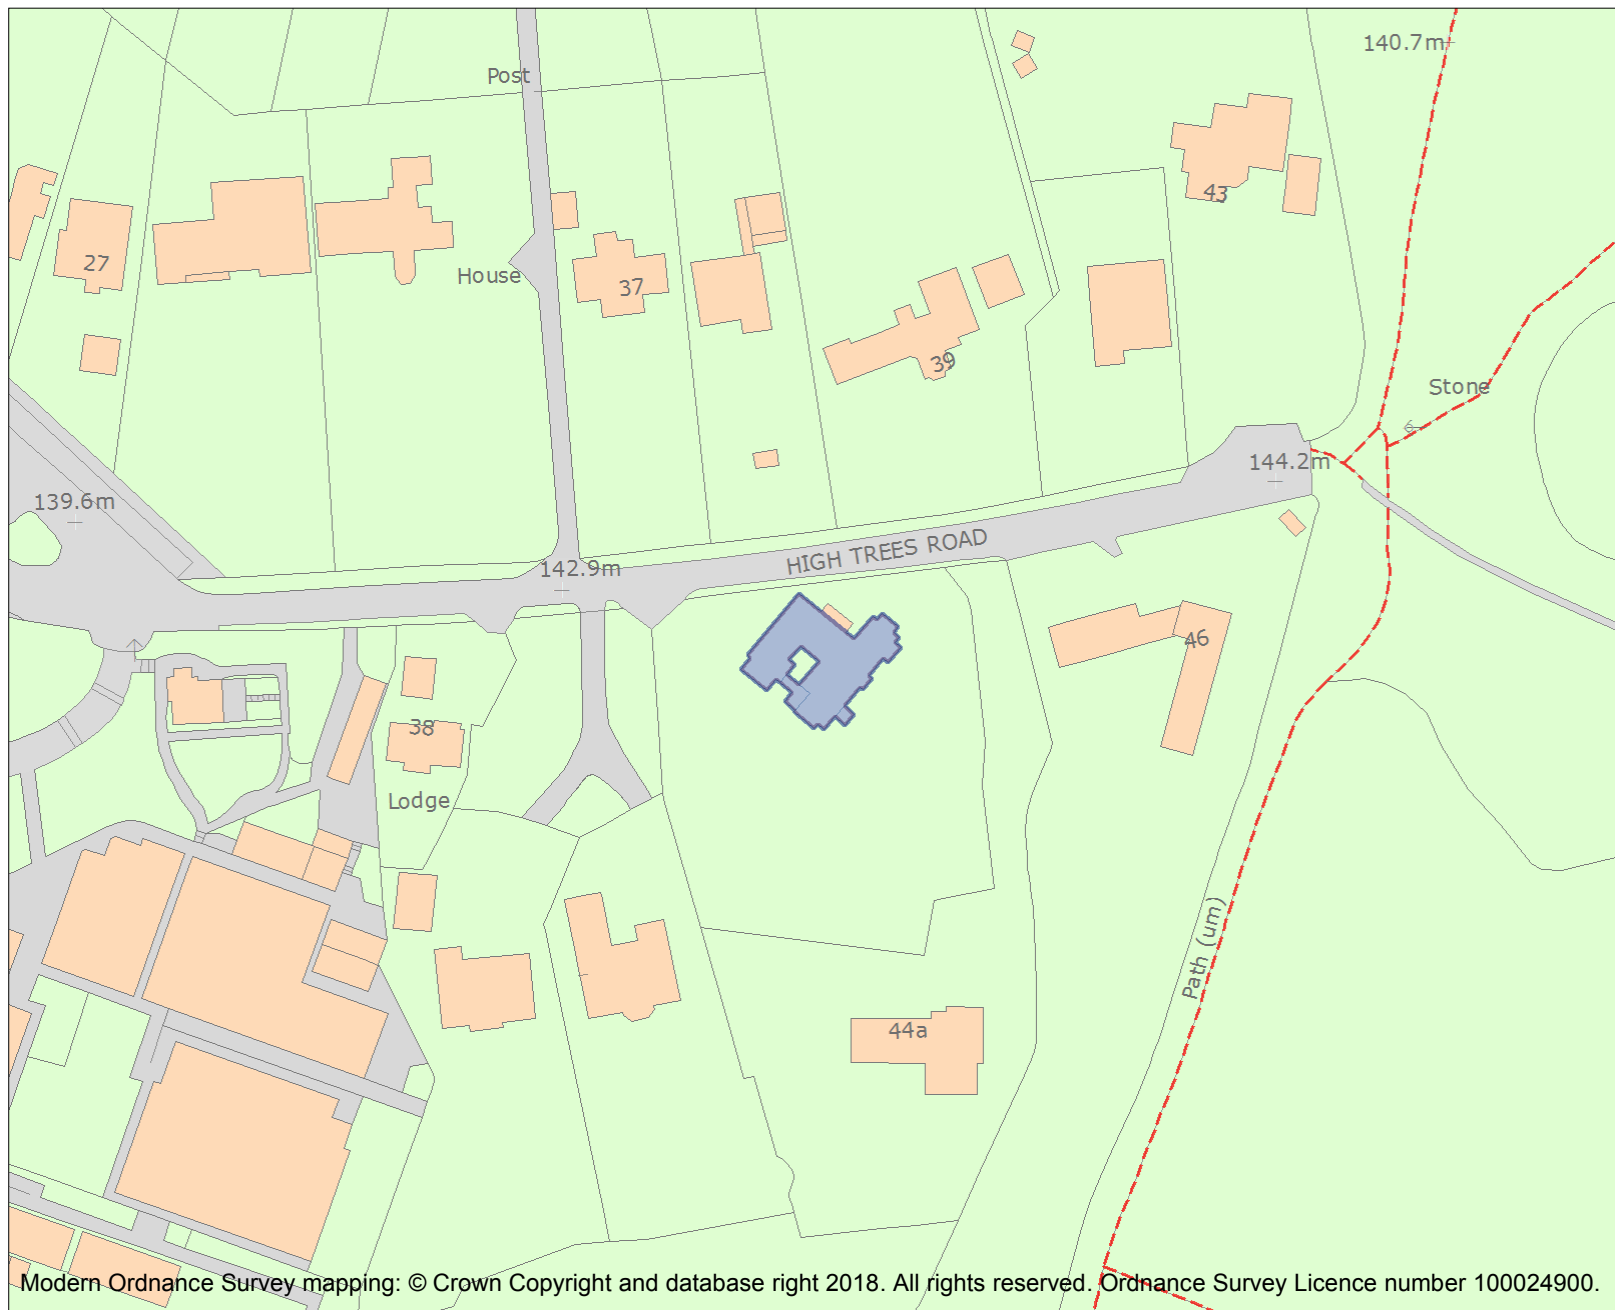 140.7m
Post
43
27
House
37
39
Stone
144.2m
139.6m
HIGH TREES ROAD
142.9m
46
38
Lodge
Path (um)
44a
Modern Ordnance Survey mapping: © Crown Copyright and database right 2018. All rights reserved. Ordnance Survey Licence number 100024900.